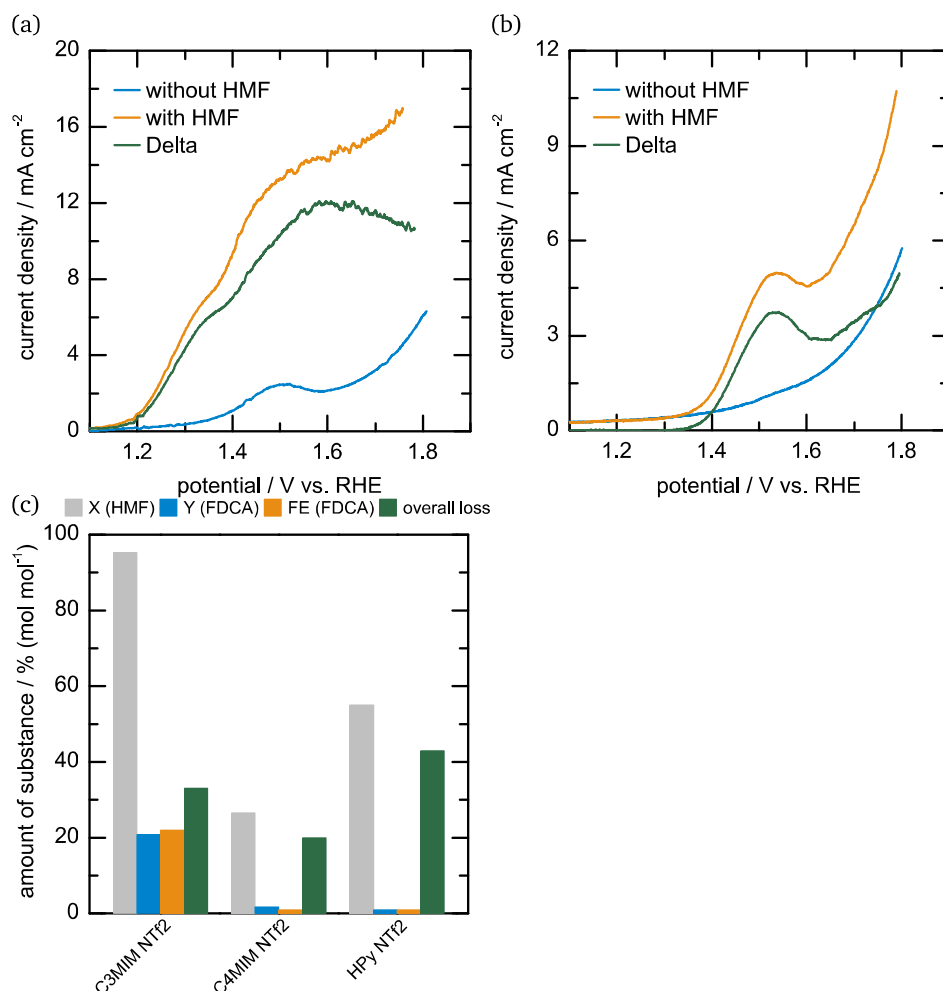 (a)
(b)
20
16
12
8
4
0
current density / mA cm⁻²
without HMF
with HMF
Delta
1.2
1.4
1.6
1.8
potential / V vs. RHE
12
9
6
3
0
current density / mA cm⁻²
without HMF
with HMF
Delta
1.2
1.4
1.6
1.8
potential / V vs. RHE
(c)
X (HMF) Y (FDCA) FE (FDCA) overall loss
100
80
60
40
20
0
amount of substance / % (mol mol⁻¹)
C3MIM NTf2
C4MIM NTf2
HPy NTf2